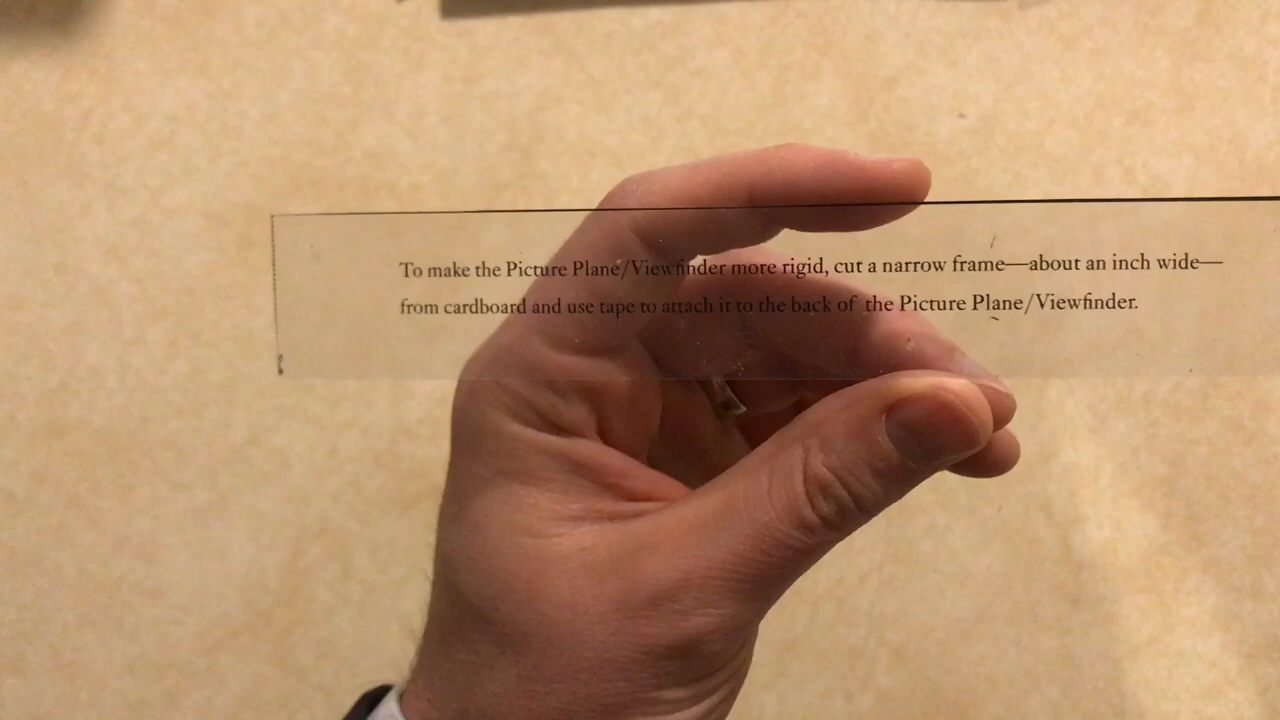 To make the Picture Plane/Viewfinder more rigid, cut a narrow frame—about an inch wide—
from cardboard and use tape to attach it to the back of the Picture Plane/Viewfinder.